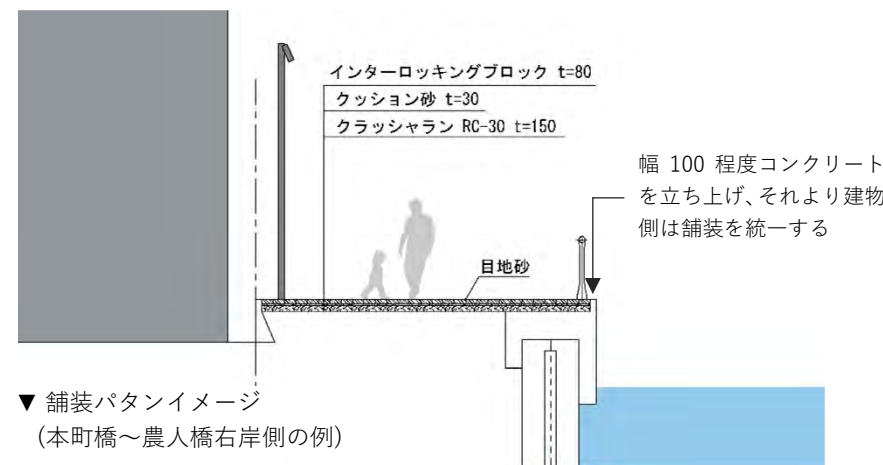 インターロッキングブロック t=80
クッション砂 t=30
クラッシャラン RC-30 t=150
幅 100 程度コンクリート
を立ち上げ、それより建物
側は舗装を統一する
目地砂
▼ 舗装パタンイメージ
(本町橋～農人橋右岸側の例)